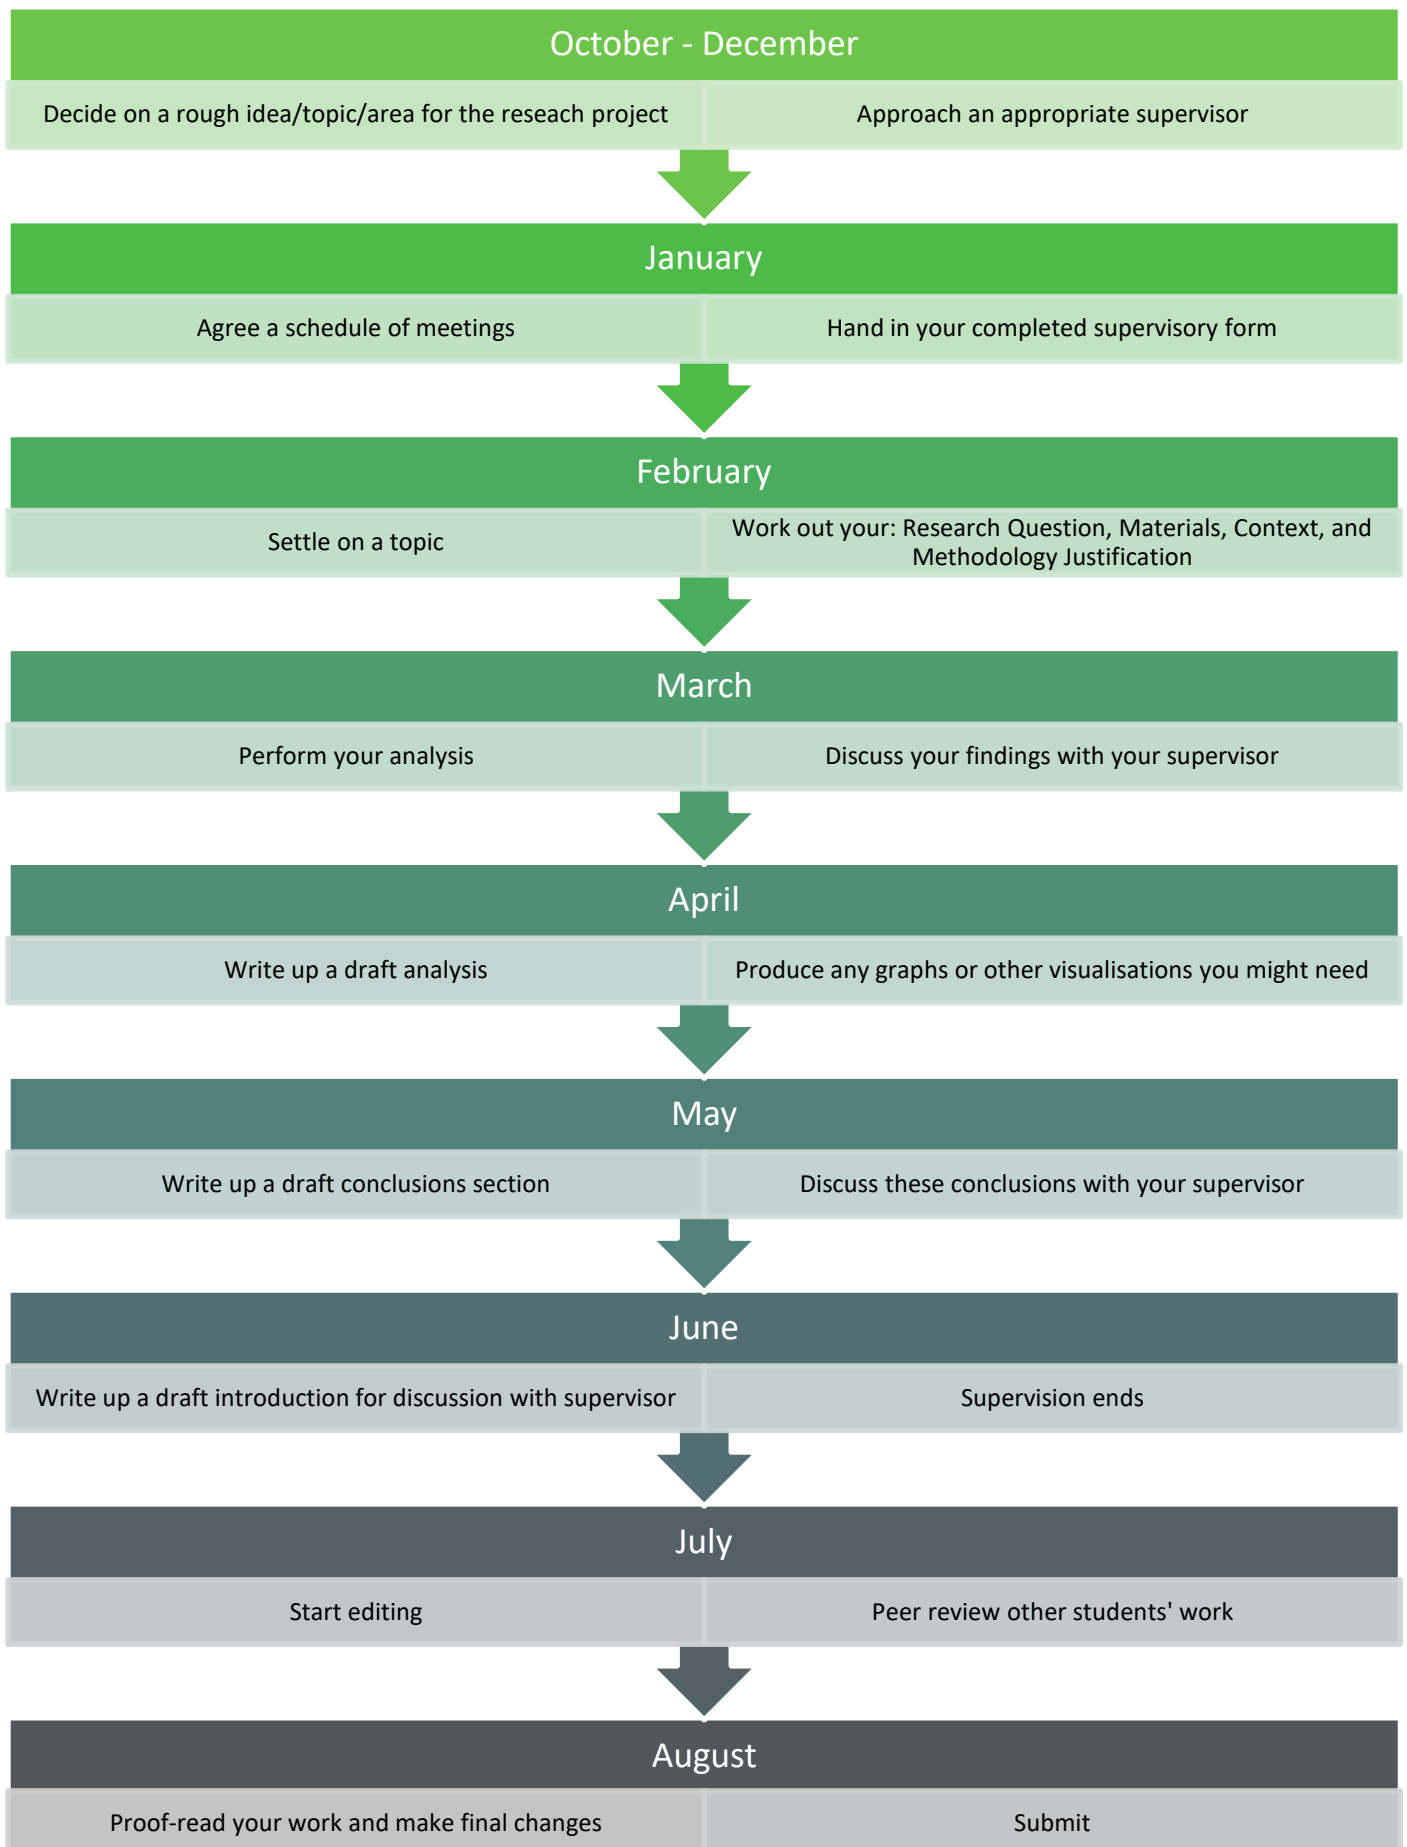 October - December
Decide on a rough idea/topic/area for the reseach project
Approach an appropriate supervisor
January
Agree a schedule of meetings
Hand in your completed supervisory form
February
Settle on a topic
Work out your: Research Question, Materials, Context, and
Methodology Justification
March
Perform your analysis
Discuss your findings with your supervisor
April
Write up a draft analysis
Produce any graphs or other visualisations you might need
May
Write up a draft conclusions section
Discuss these conclusions with your supervisor
June
Write up a draft introduction for discussion with supervisor
Supervision ends
July
Start editing
Peer review other students' work
August
Proof-read your work and make final changes
Submit